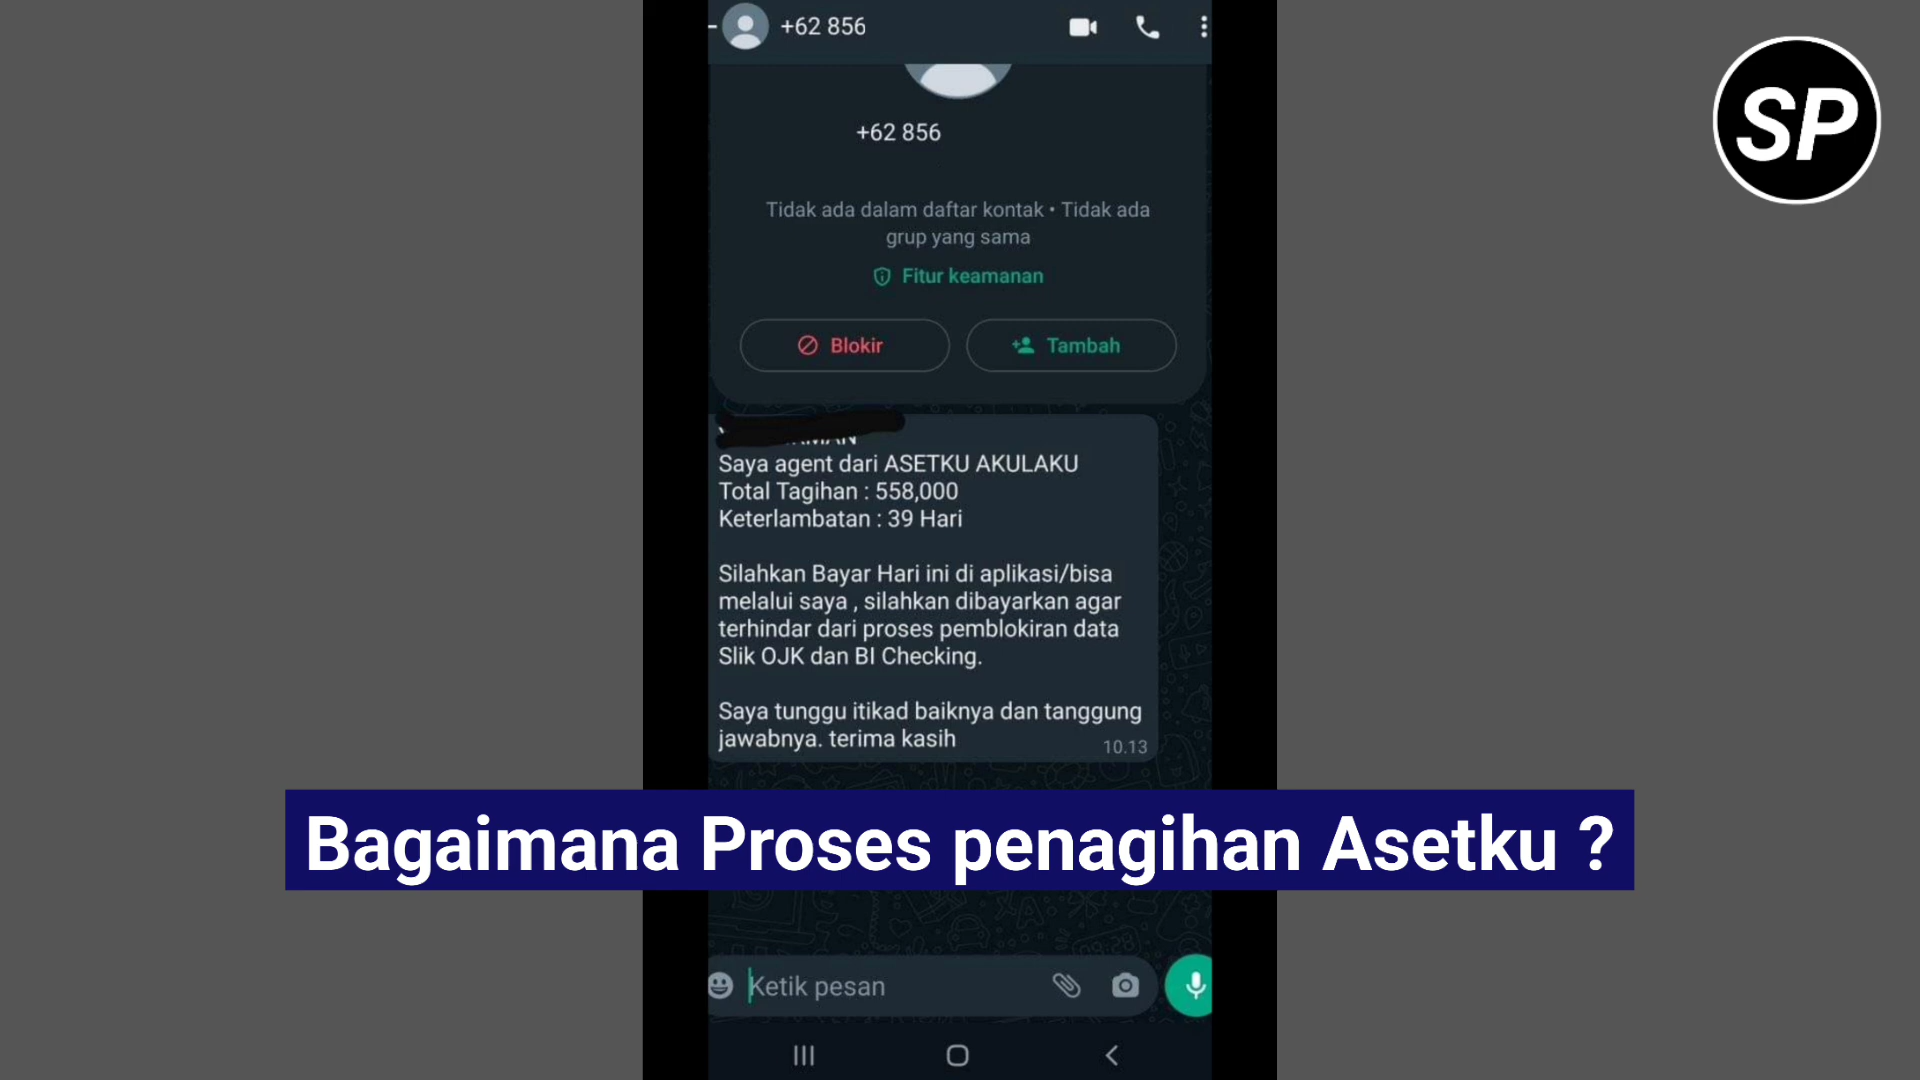 +62 856
SP
+62 856
Tidak ada dalam daftar kontak • Tidak ada
grup yang sama
Fitur keamanan
Blokir
Tambah
Saya agent dari ASETKU AKULAKU
Total Tagihan : 558,000
Keterlambatan : 39 Hari
Silahkan Bayar Hari ini di aplikasi/bisa
melalui saya , silahkan dibayarkan agar
terhindar dari proses pemblokiran data
Slik OJK dan BI Checking.
Saya tunggu itikad baiknya dan tanggung
jawabnya. terima kasih
10.13
Bagaimana Proses penagihan Asetku ?
Ketik pesan